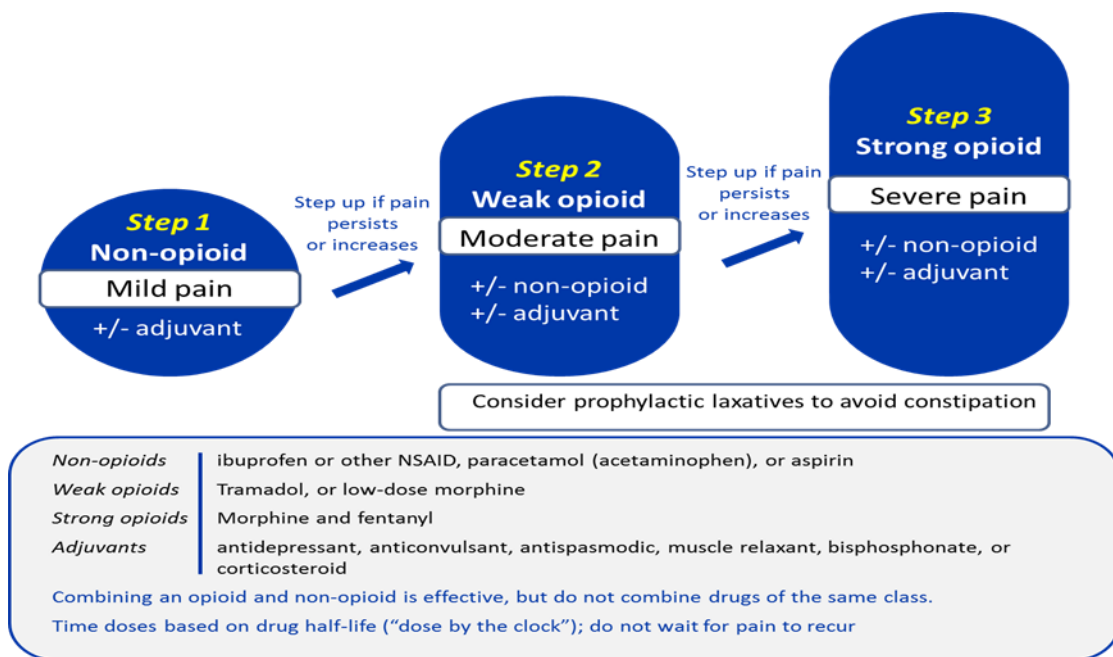 Step 1
Non-opioid
Mild pain
+/- adjuvant
Step up if pain
persists
or increases
Step 2
Weak opioid
Moderate pain
+/- non-opioid
+/- adjuvant
Step up if pain
persists
or increases
Step 3
Strong opioid
Severe pain
+/- non-opioid
+/- adjuvant
Consider prophylactic laxatives to avoid constipation
Non-opioids ibuprofen or other NSAID, paracetamol (acetaminophen), or aspirin
Weak opioids Tramadol, or low-dose morphine
Strong opioids Morphine and fentanyl
Adjuvants antidepressant, anticonvulsant, antispasmodic, muscle relaxant, bisphosphonate, or
corticosteroid
Combining an opioid and non-opioid is effective, but do not combine drugs of the same class.
Time doses based on drug half-life (“dose by the clock”); do not wait for pain to recur